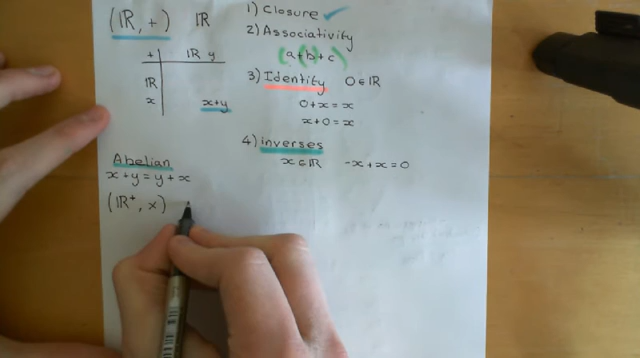 (ℝ, +) ℝ
+ ℝ y
ℝ
x x+y
Abelian
x+y=y+x
(ℝ⁺, ×)
1) Closure ✓
2) Associativity
(a+(b)+c)
3) Identity 0∈ℝ
0+x=x
x+0=x
4) inverses
x∈ℝ -x+x=0